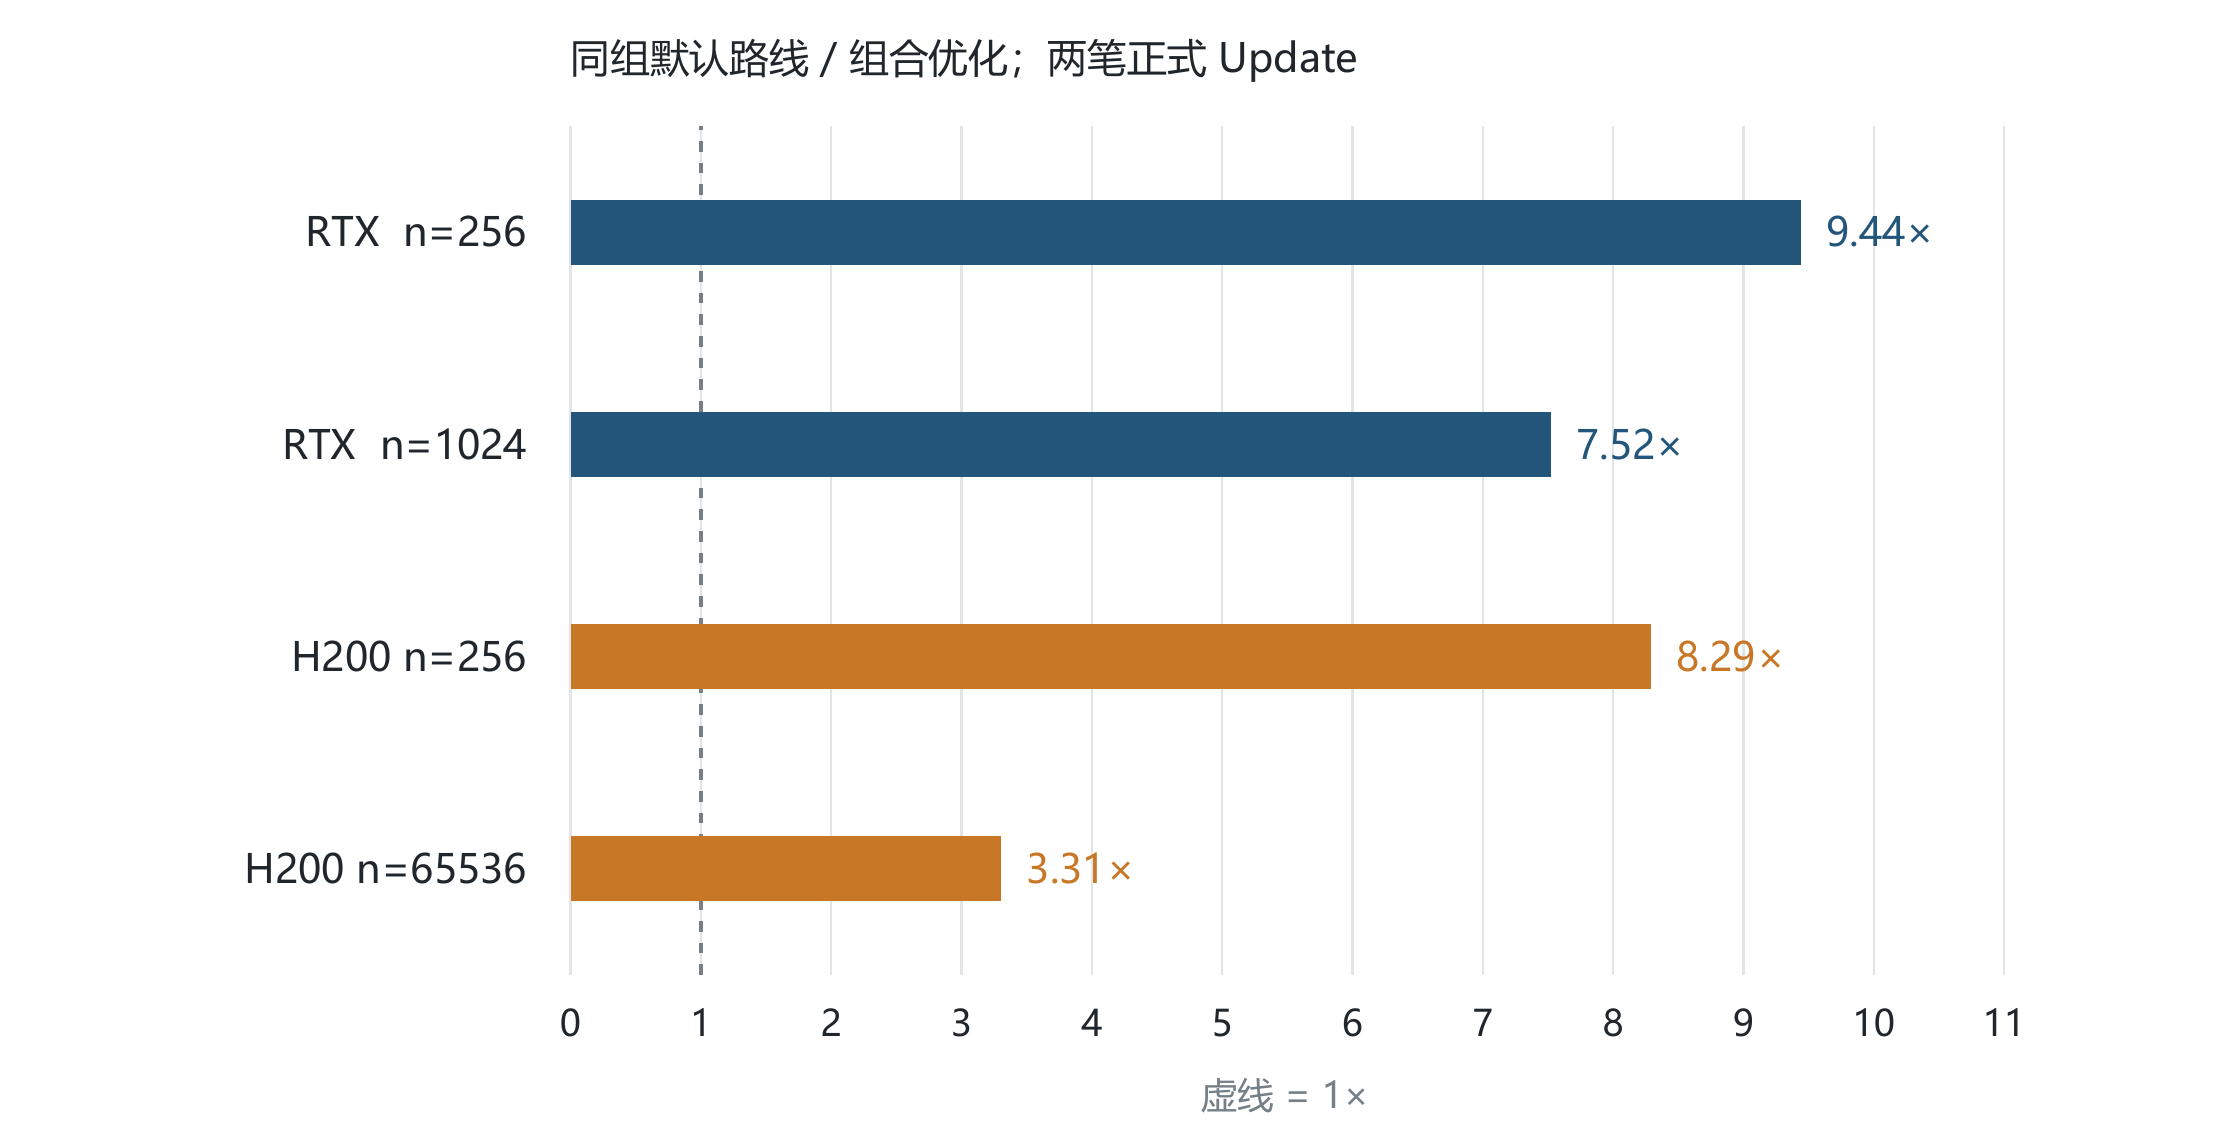 同组默认路线 / 组合优化；两笔正式 Update
RTX  n=256 9.44×
RTX  n=1024 7.52×
H200 n=256 8.29×
H200 n=65536 3.31×
0 1 2 3 4 5 6 7 8 9 10 11
虚线 = 1×